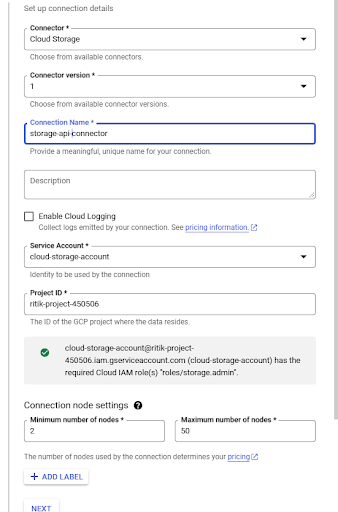 Set up connection details
Connector *
Cloud Storage
Choose from available connectors.
Connector version *
1
Choose from available connector versions.
Connection Name *
storage-api-connector
Provide a meaningful, unique name for your connection.
Description
Enable Cloud Logging
Collect logs emitted by your connection. See pricing information.
Service Account *
cloud-storage-account
Identity to be used by the connection
Project ID *
ritik-project-450506
The ID of the GCP project where the data resides.
cloud-storage-account@ritik-project-
450506.iam.gserviceaccount.com (cloud-storage-account) has the
required Cloud IAM role(s) "roles/storage.admin".
Connection node settings ?
Minimum number of nodes * Maximum number of nodes *
2 50
The number of nodes used by the connection determines your pricing
+ ADD LABEL
NEXT